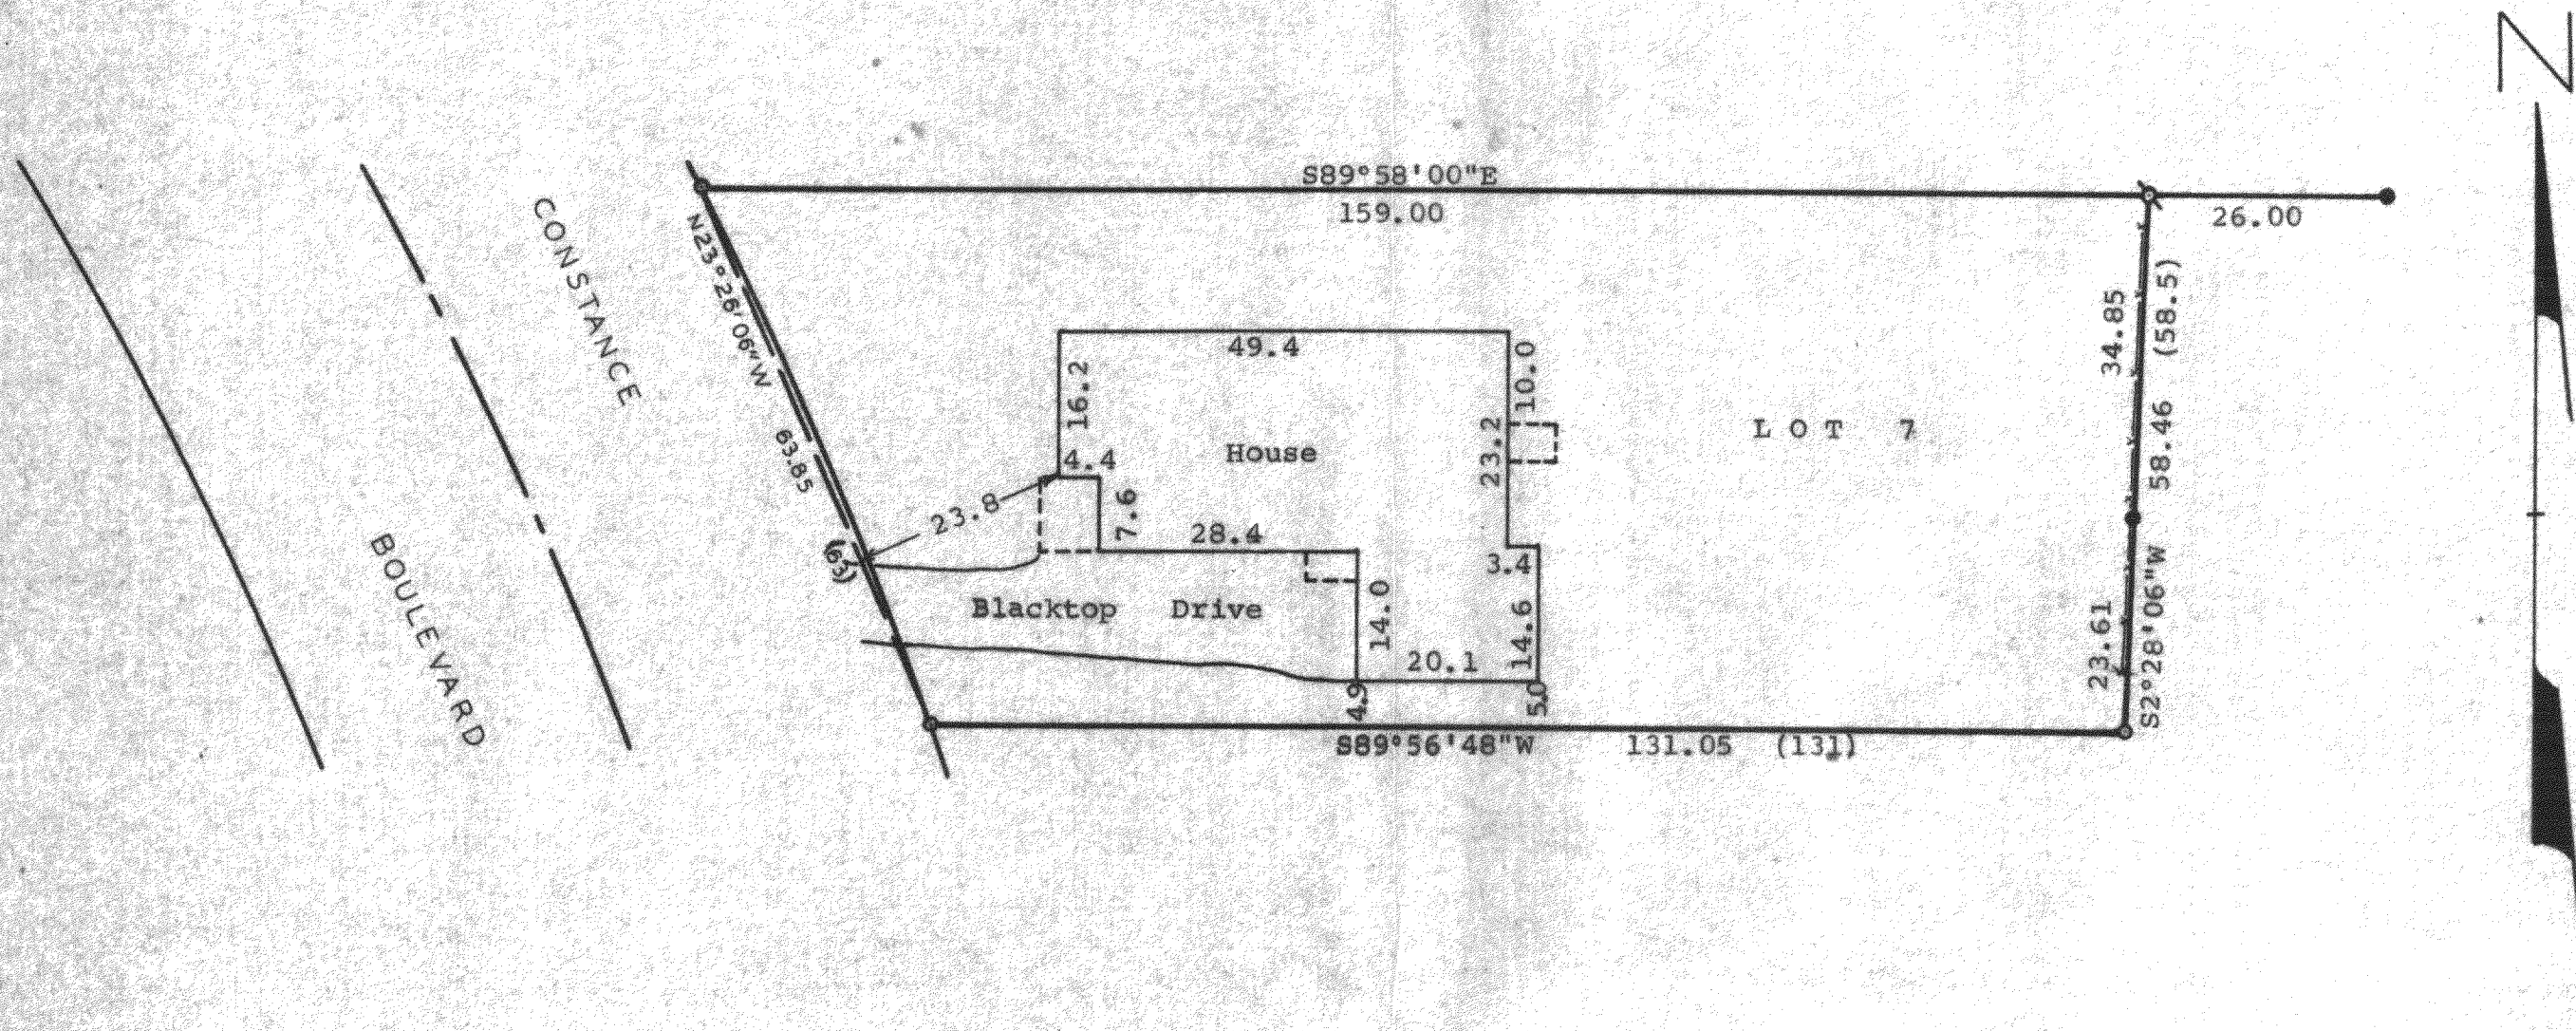 N
S89°58'00"E
159.00
26.00
CONSTANCE
BOULEVARD
N23°26'06"W
63.85
(63)
49.4
16.2
10.0
4.4
House
23.2
23.8
7.6
28.4
3.4
Blacktop Drive
14.0
14.6
20.1
4.9
5.0
LOT 7
34.85
(58.5)
58.46
23.61
S2°28'06"W
S89°56'48"W 131.05 (131)